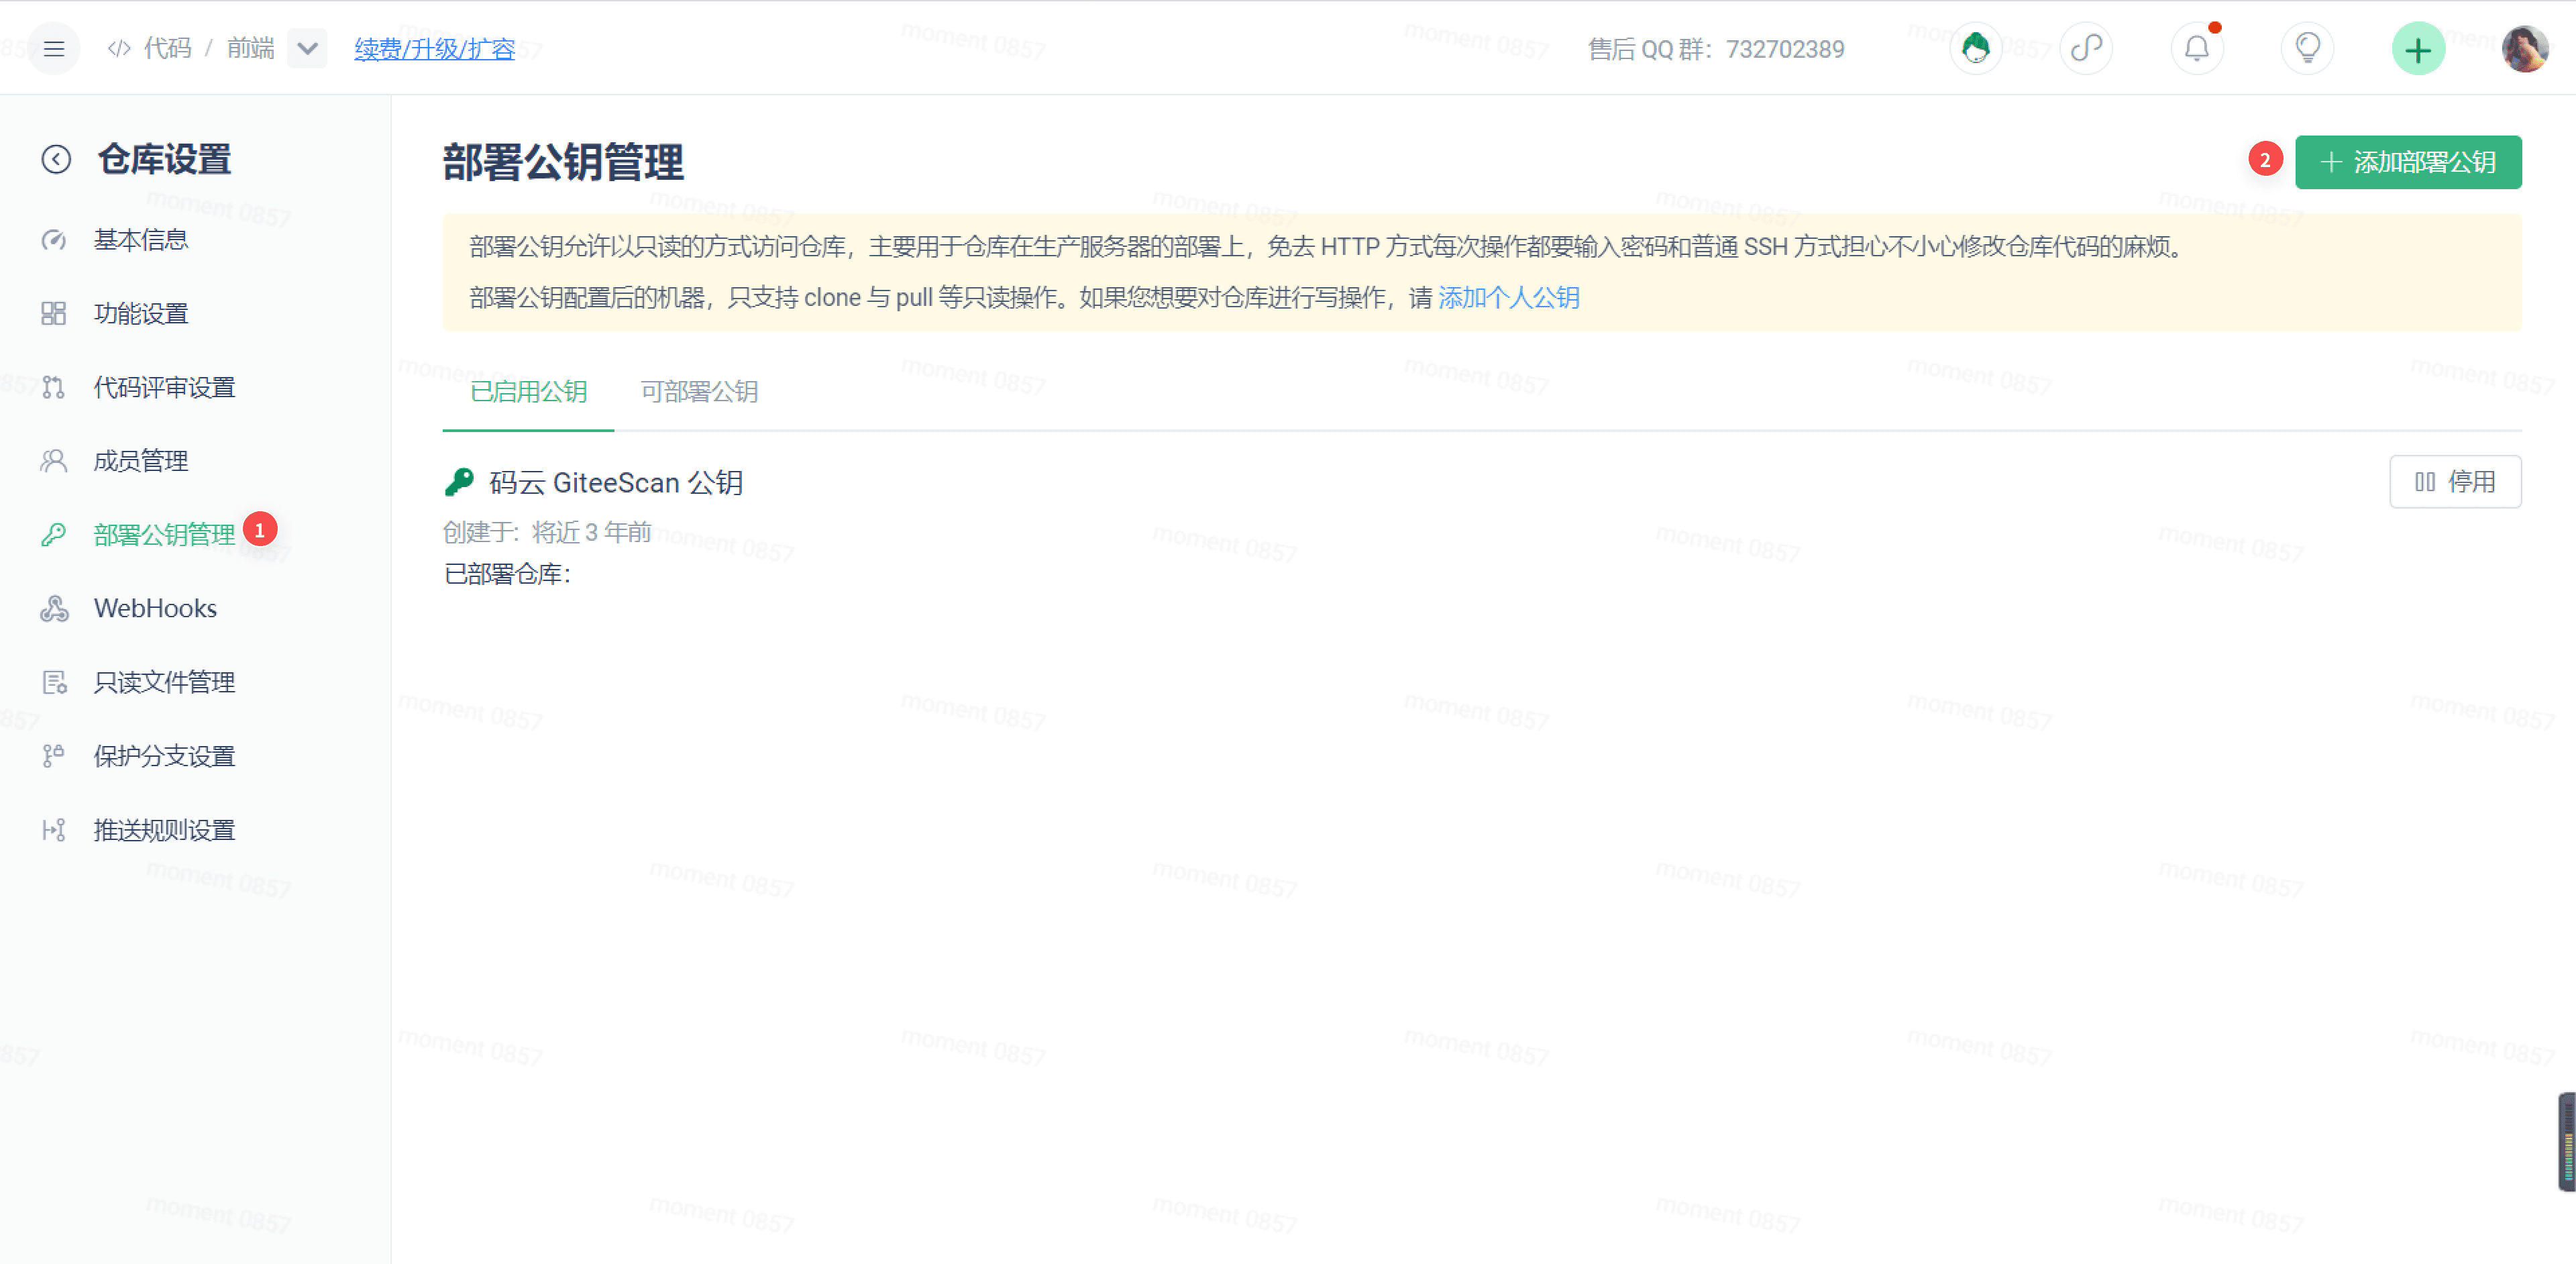 代码 / 前端
续费/升级/扩容
售后 QQ 群：732702389
仓库设置
基本信息
功能设置
代码评审设置
成员管理
部署公钥管理
1
WebHooks
只读文件管理
保护分支设置
推送规则设置
部署公钥管理
2
添加部署公钥
部署公钥允许以只读的方式访问仓库，主要用于仓库在生产服务器的部署上，免去 HTTP 方式每次操作都要输入密码和普通 SSH 方式担心不小心修改仓库代码的麻烦。
部署公钥配置后的机器，只支持 clone 与 pull 等只读操作。如果您想要对仓库进行写操作，请 添加个人公钥
已启用公钥
可部署公钥
码云 GiteeScan 公钥
停用
创建于: 将近 3 年前
已部署仓库：
moment 0857